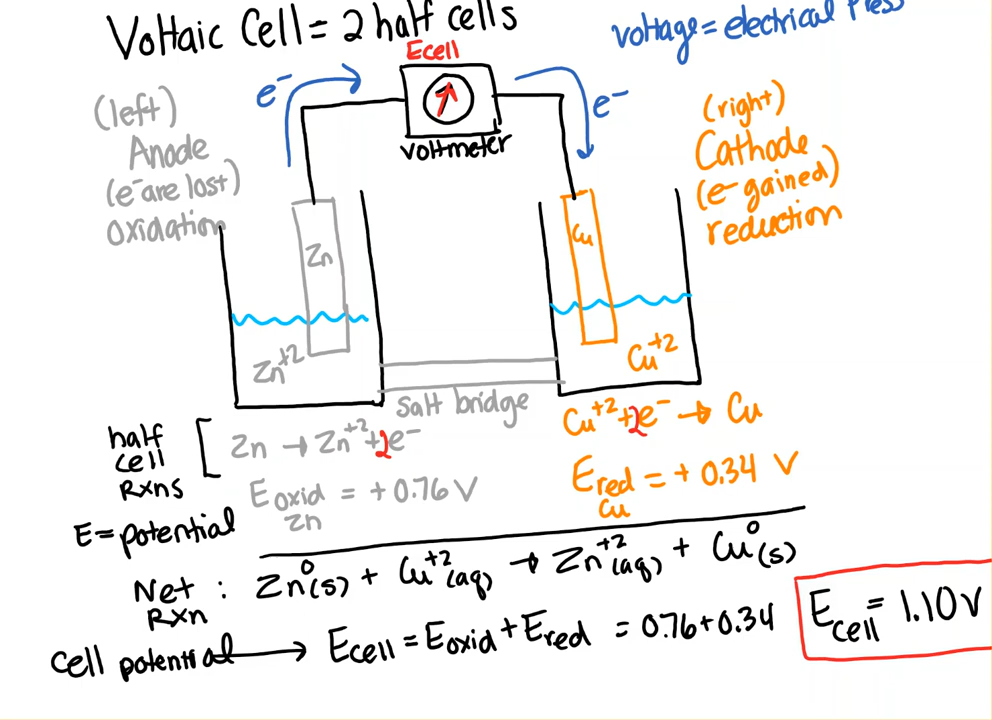 Voltaic Cell = 2 half cells
voltage = electrical press
Ecell
e⁻
e⁻
voltmeter
(left)
Anode
(e⁻are lost)
oxidation
(right)
Cathode
(e⁻ gained)
reduction
Zn
Cu
Zn⁺²
Cu⁺²
salt bridge
half
cell
Rxns
Zn → Zn⁺² + 2e⁻
Cu⁺² + 2e⁻ → Cu
E oxid = +0.76 V
Zn
E red = +0.34 V
Cu
E = potential
Net : Zn⁰(s) + Cu⁺²(aq) → Zn⁺²(aq) + Cu⁰(s)
Rxn
cell potential → Ecell = Eoxid + Ered = 0.76 + 0.34
Ecell = 1.10 V